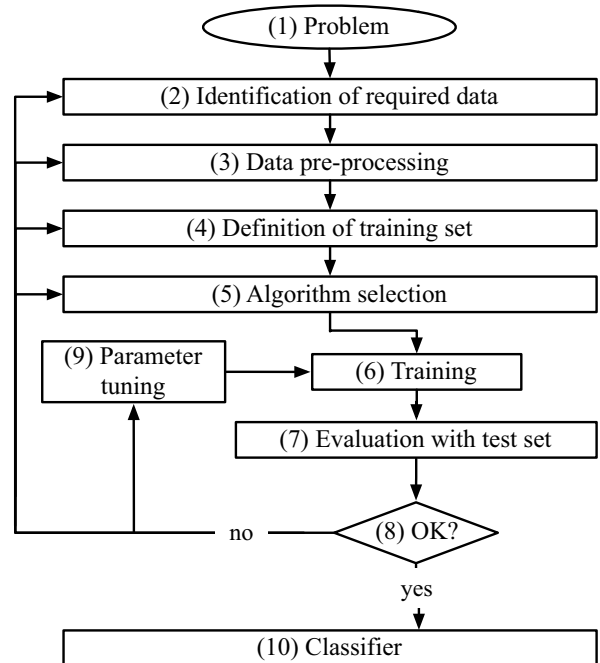 (1) Problem
(2) Identification of required data
(3) Data pre-processing
(4) Definition of training set
(5) Algorithm selection
(9) Parameter
tuning
(6) Training
(7) Evaluation with test set
(8) OK?
no
yes
(10) Classifier